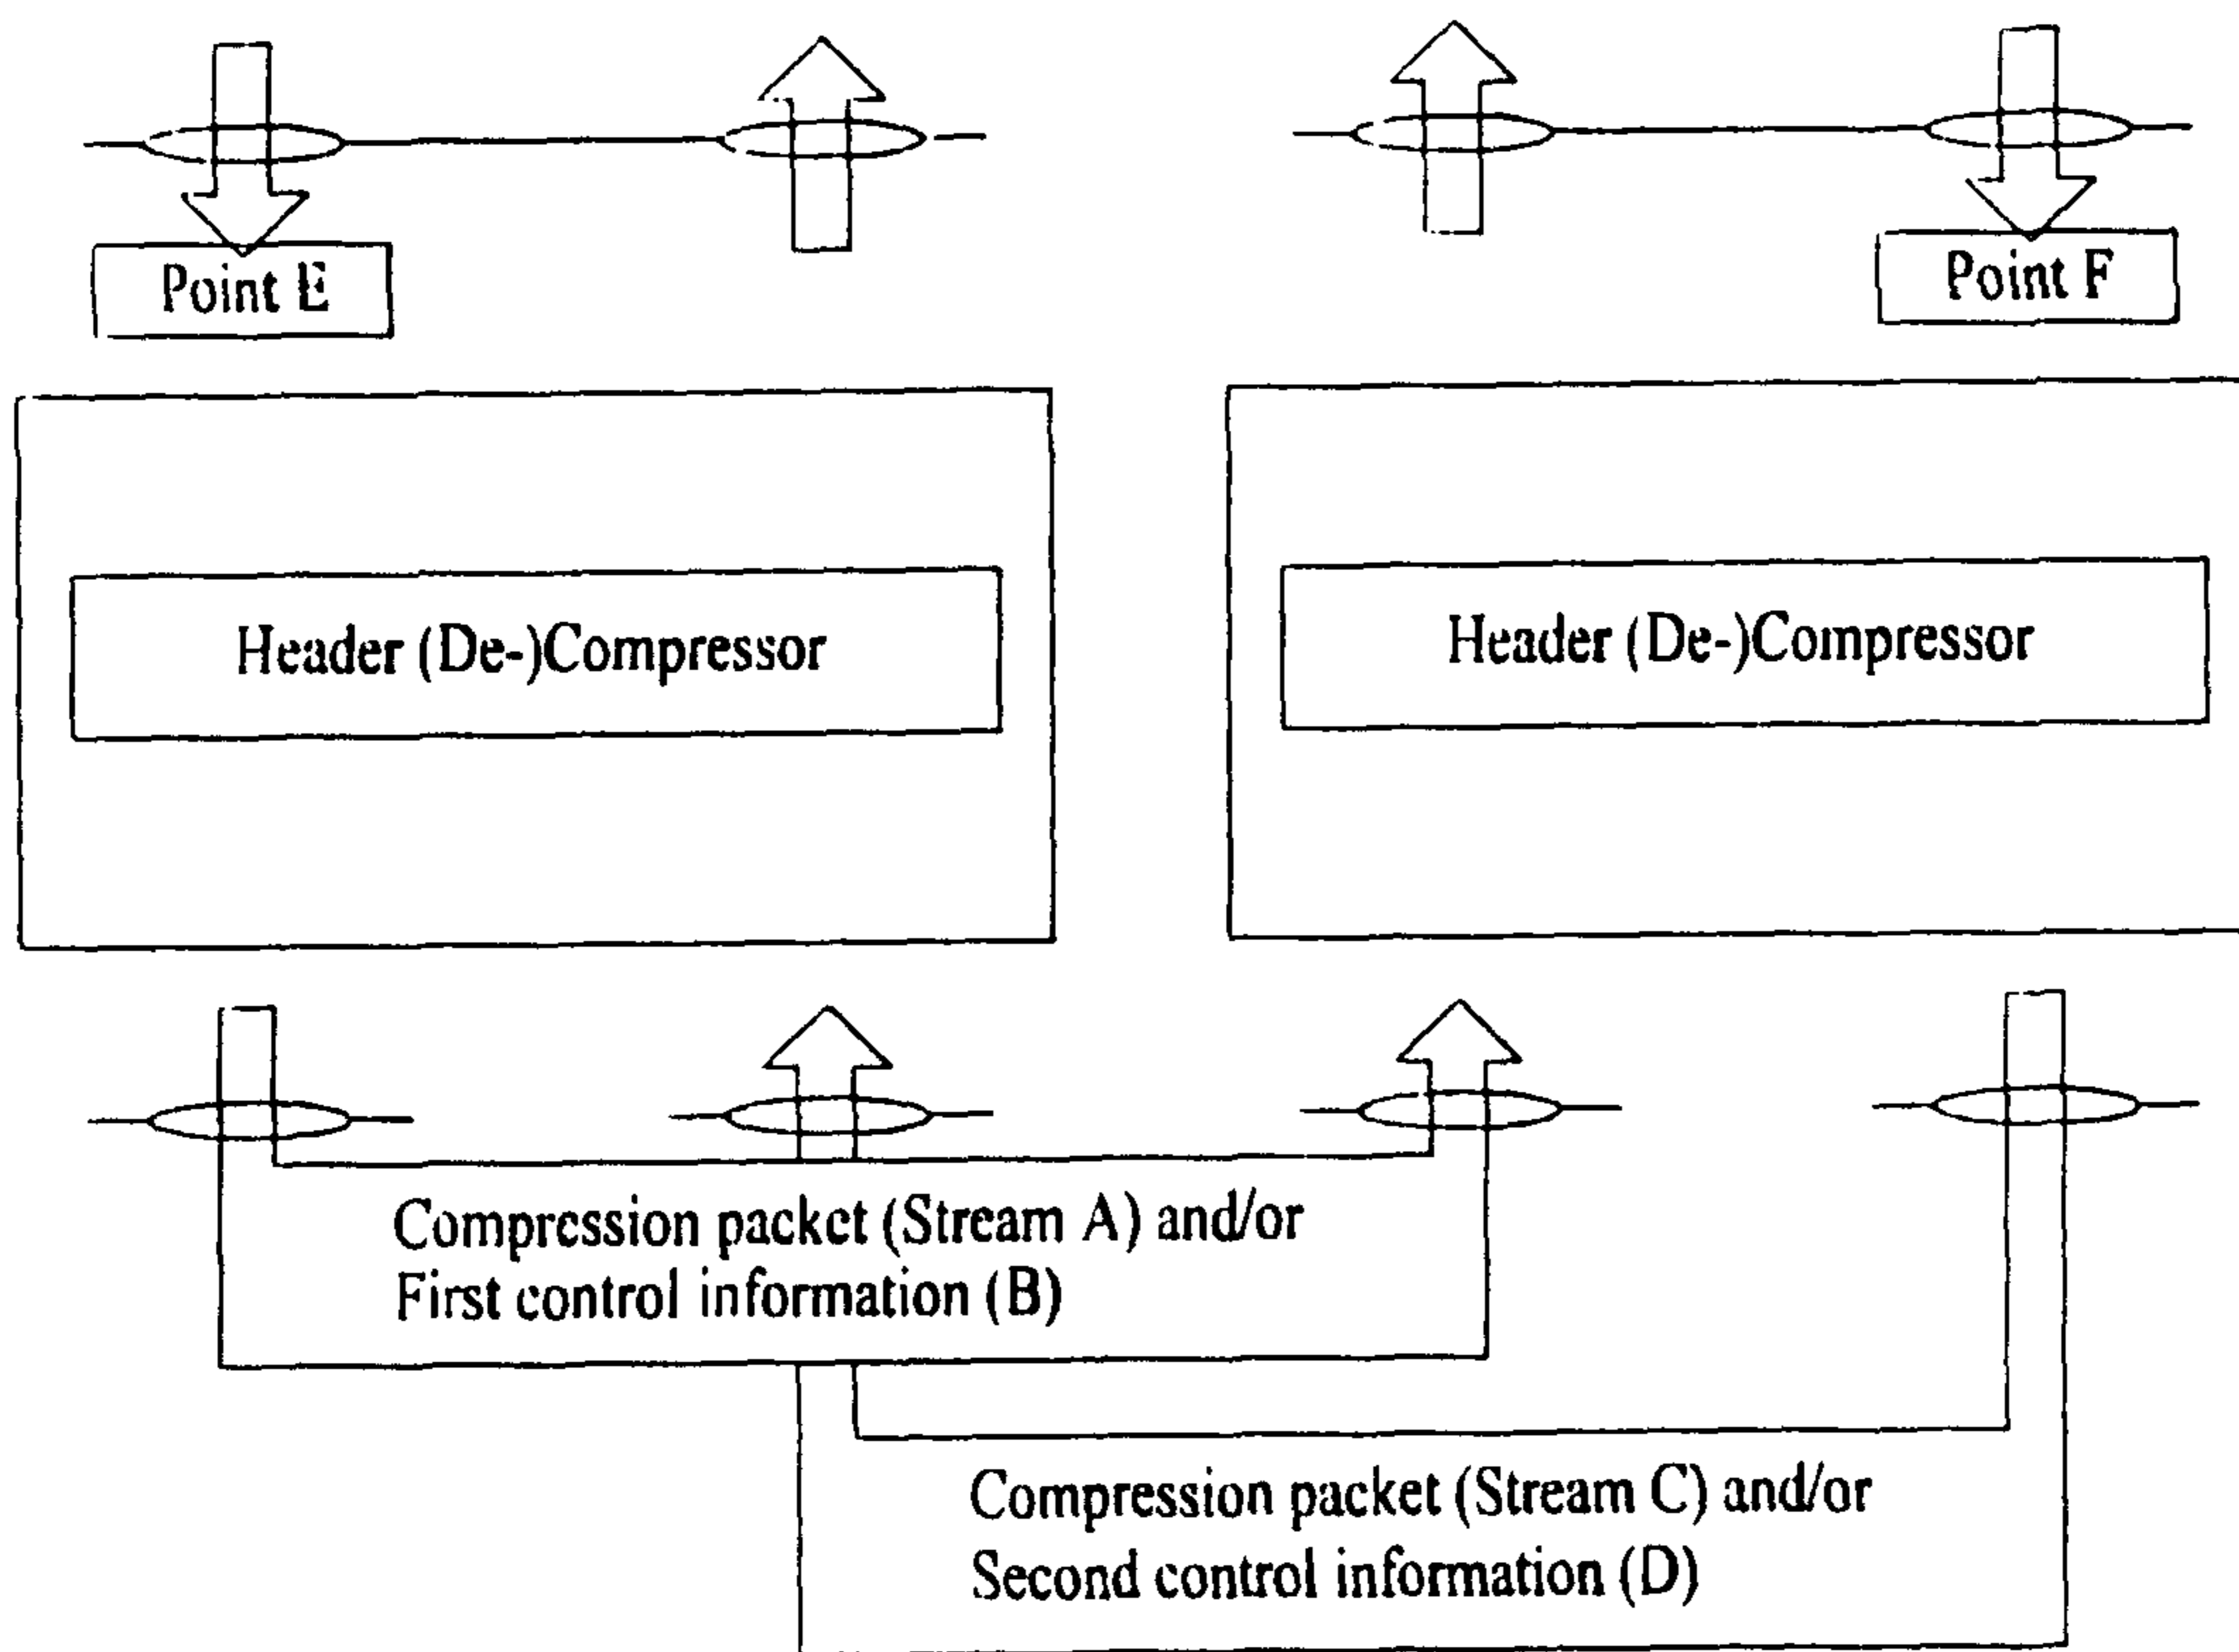 Point E
Point F
Header (De-)Compressor
Header (De-)Compressor
Compression packet (Stream A) and/or
First control information (B)
Compression packet (Stream C) and/or
Second control information (D)